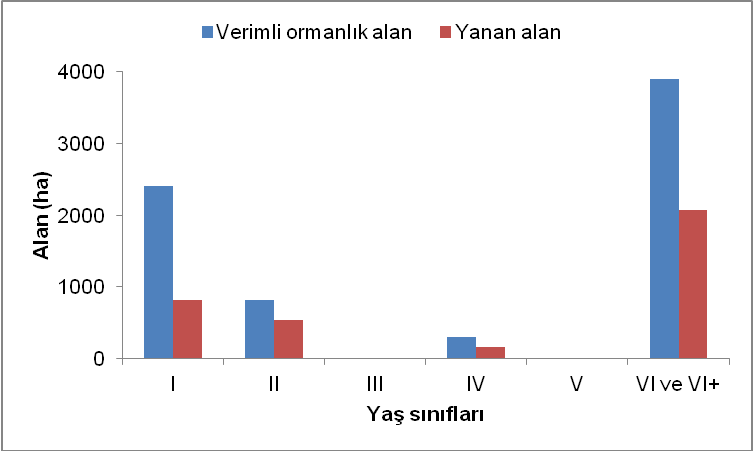 Verimli ormanlık alan Yanan alan
4000
3000
2000
1000
0
Alan (ha)
I II III IV V VI ve VI+
Yaş sınıfları